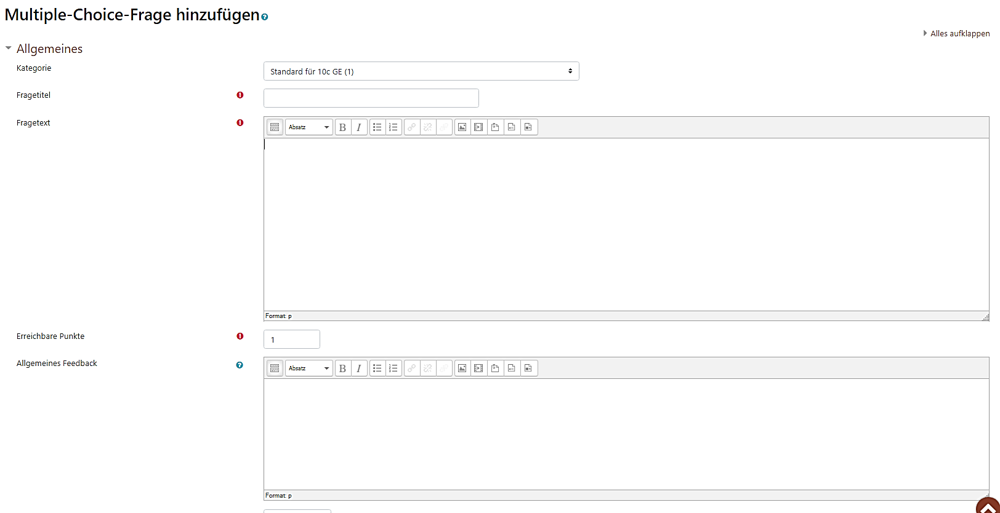 Multiple-Choice-Frage hinzufügen
Alles aufklappen
Allgemeines
Kategorie
Standard für 10c GE (1)
Fragetitel
Fragetext
Absatz
B I
Format: p
Erreichbare Punkte
1
Allgemeines Feedback
Absatz
B I
Format: p